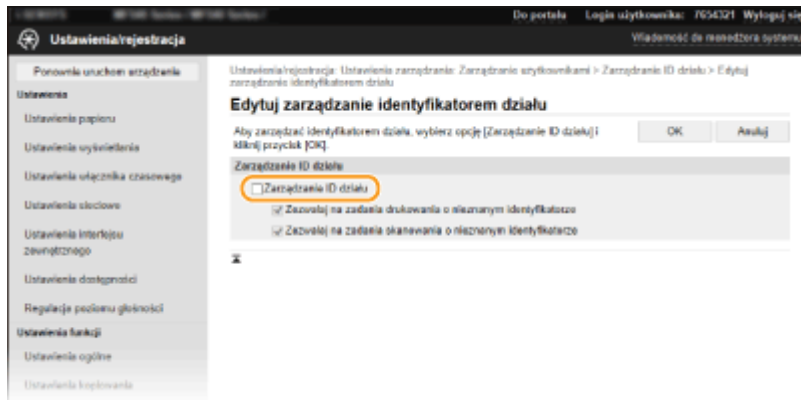 Do portalu Login użytkownika: 7654321 Wyloguj się
Ustawienia/rejestracja
Wiadomość do menedżera systemu
Ponownie uruchom urządzenie
Ustawienia/rejestracja: Ustawienia zarządzania: Zarządzanie użytkownikami > Zarządzanie ID działu > Edytuj
zarządzanie identyfikatorem działu
Ustawienia
Edytuj zarządzanie identyfikatorem działu
Ustawienia papieru
Aby zarządzać identyfikatorem działu, wybierz opcję [Zarządzanie ID działu] i
kliknij przycisk [OK].
OK
Anuluj
Ustawienia wyświetlania
Zarządzanie ID działu
Ustawienia włącznika czasowego
Zarządzanie ID działu
Ustawienia sieciowe
Zezwalaj na zadania drukowania o nieznanym identyfikatorze
Ustawienia interfejsu
zewnętrznego
Zezwalaj na zadania skanowania o nieznanym identyfikatorze
Ustawienia dostępności
Regulacja poziomu głośności
Ustawienia funkcji
Ustawienia ogólne
Ustawienia kopiowania